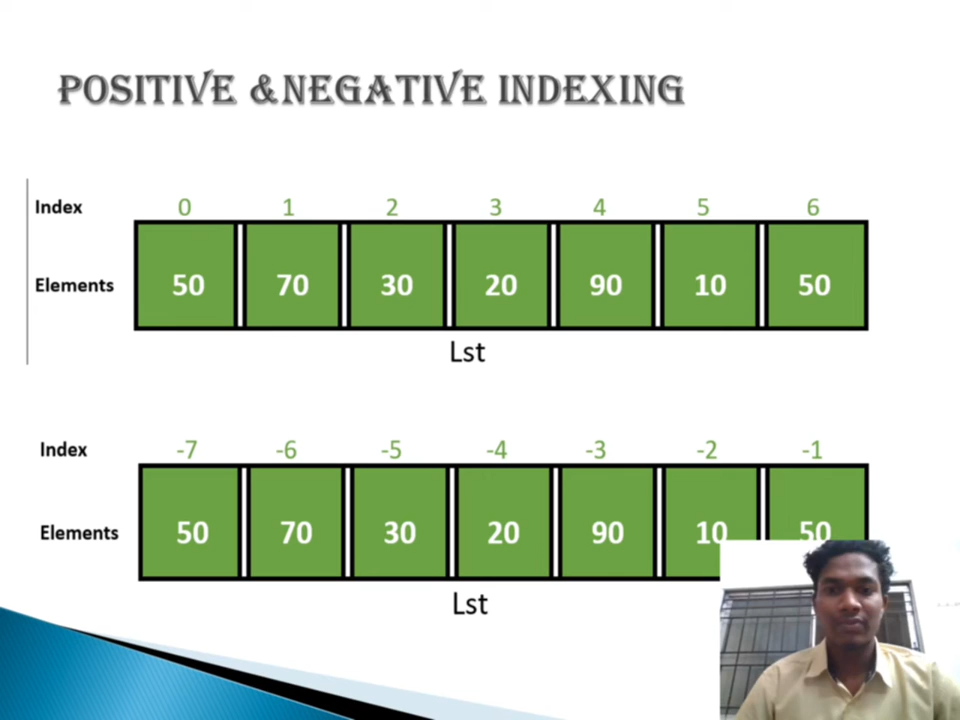 POSITIVE &NEGATIVE INDEXING
Index 0 1 2 3 4 5 6
Elements 50 70 30 20 90 10 50
Lst
Index -7 -6 -5 -4 -3 -2 -1
Elements 50 70 30 20 90 10 50
Lst